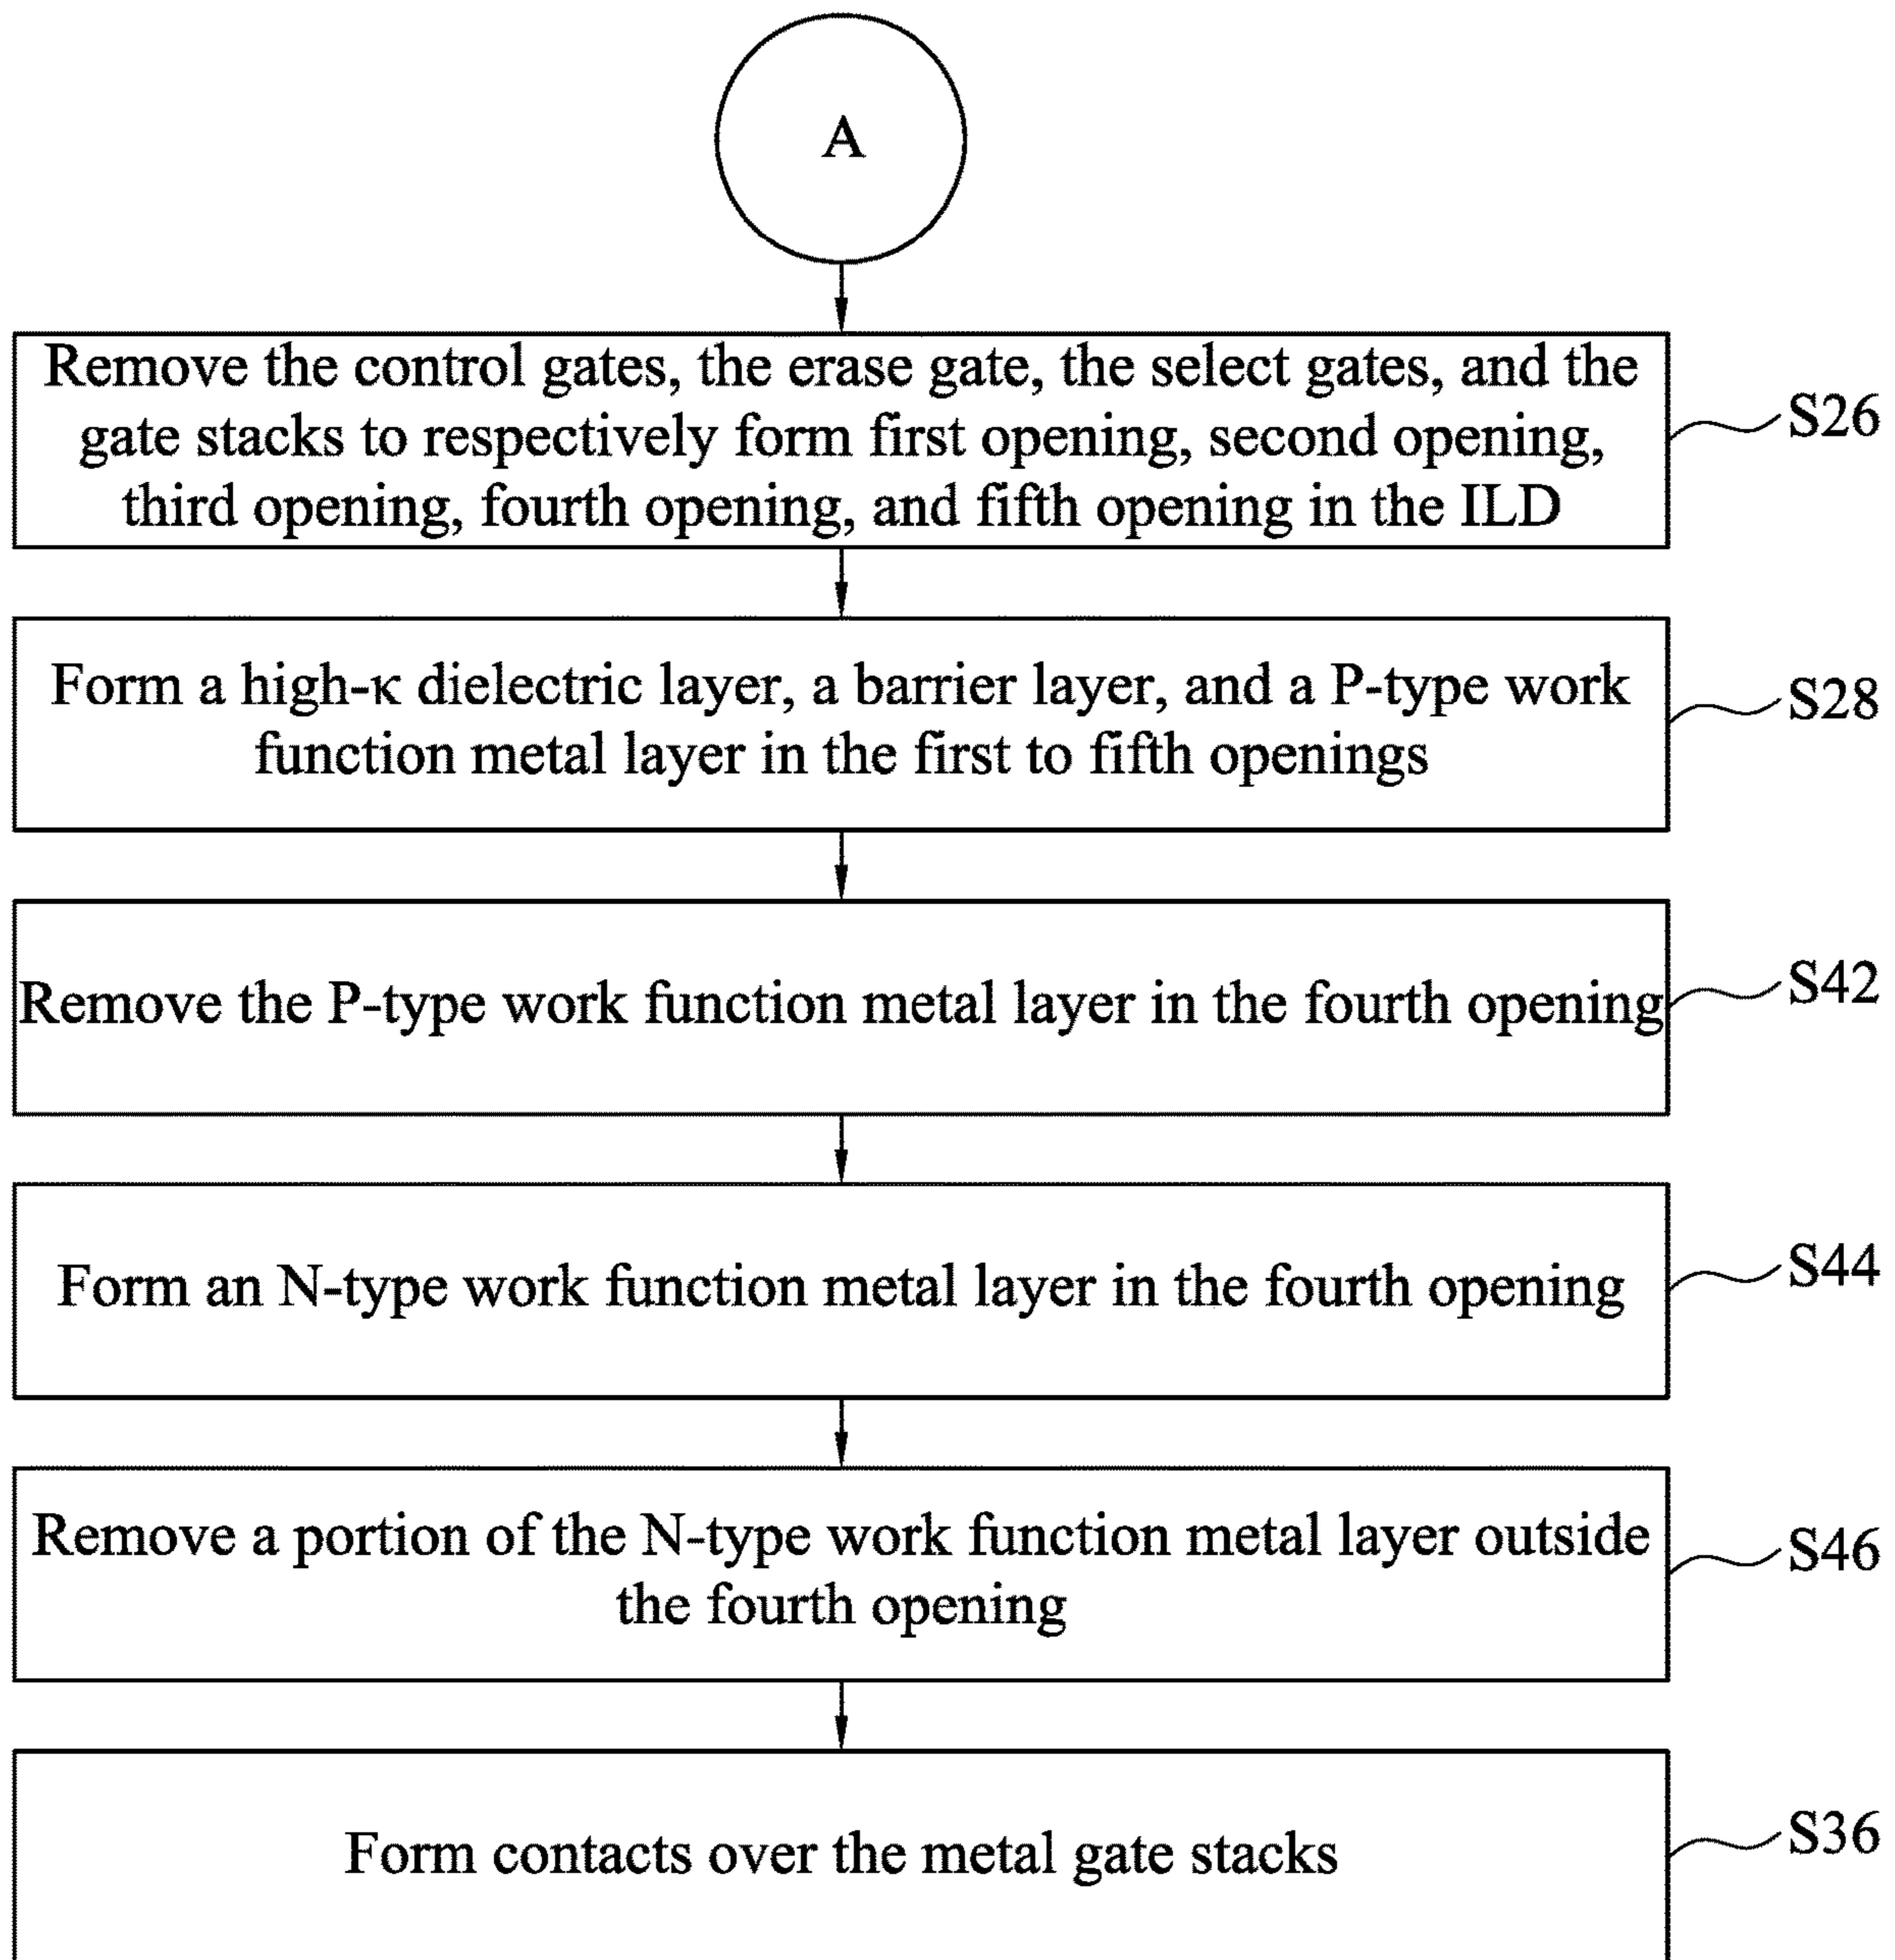 A
Remove the control gates, the erase gate, the select gates, and the
gate stacks to respectively form first opening, second opening,
third opening, fourth opening, and fifth opening in the ILD
S26
Form a high-κ dielectric layer, a barrier layer, and a P-type work
function metal layer in the first to fifth openings
S28
Remove the P-type work function metal layer in the fourth opening
S42
Form an N-type work function metal layer in the fourth opening
S44
Remove a portion of the N-type work function metal layer outside
the fourth opening
S46
Form contacts over the metal gate stacks
S36